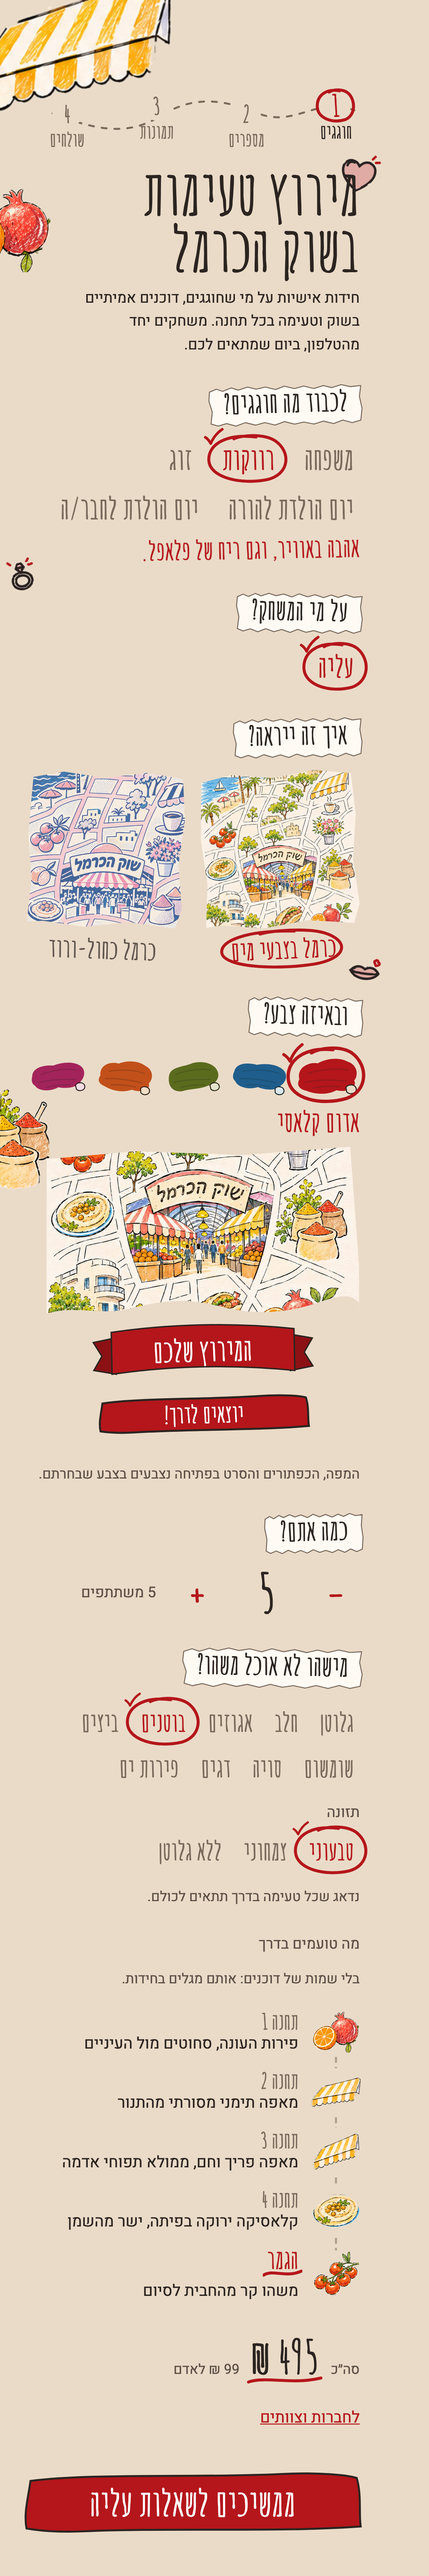 1
2
3
4
חוגגים
מספרים
תמונות
שולחים
מירוץ טעימות
בשוק הכרמל
חידות אישיות על מי שחוגגים, דוכנים אמיתיים
בשוק וטעימה בכל תחנה. משחקים יחד
מהטלפון, ביום שמתאים לכם.
לכבוד מה חוגגים?
משפחה רווקות זוג
יום הולדת להורה יום הולדת לחבר/ה
אהבה באוויר, וגם ריח של פלאפל.
על מי המשחק?
עליה
איך זה ייראה?
שוק הכרמל
שוק הכרמל
כרמל בצבעי מים
כרמל כחול-ורוד
ובאיזה צבע?
אדום קלאסי
שוק הכרמל
המירוץ שלכם
יוצאים לדרך!
המפה, הכפתורים והסרט בפתיחה נצבעים בצבע שבחרתם.
כמה אתם?
− 5 + 5 משתתפים
מישהו לא אוכל משהו?
גלוטן חלב אגוזים בוטנים ביצים
שומשום סויה דגים פירות ים
תזונה
טבעוני צמחוני ללא גלוטן
נדאג שכל טעימה בדרך תתאים לכולם.
מה טועמים בדרך
בלי שמות של דוכנים: אותם מגלים בחידות.
תחנה 1
פירות העונה, סחוטים מול העיניים
תחנה 2
מאפה תימני מסורתי מהתנור
תחנה 3
מאפה פריך וחם, ממולא תפוחי אדמה
תחנה 4
קלאסיקה ירוקה בפיתה, ישר מהשמן
הגמר
משהו קר מהחבית לסיום
סה״כ 495 ₪ 99 ₪ לאדם
לחברות וצוותים
ממשיכים לשאלות עליה